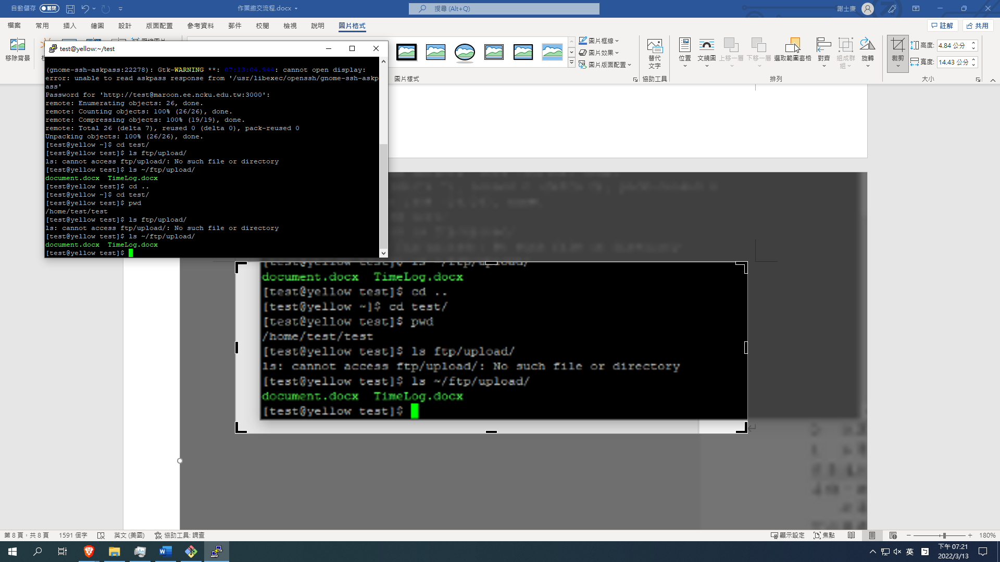 自動儲存 關閉 作業繳交流程.docx 搜尋 (Alt+Q) 謝士廉
檔案 常用 插入 繪圖 設計 版面配置 參考資料 郵件 校閱 檢視 說明 圖片格式 註解 共用
移除背景
圖片框線
圖片效果
圖片版面配置
圖片樣式
替代
文字
協助工具
位置 文繞圖 上移一層 下移一層 選取範圍窗格 對齊 組成群
組 旋轉
排列
裁剪
高度: 4.84 公分
寬度: 14.43 公分
大小
test@yellow:~/test
(gnome-ssh-askpass:22278): Gtk-WARNING **: 07:13:04.944: cannot open display:
error: unable to read askpass response from '/usr/libexec/openssh/gnome-ssh-askp
ass'
Password for 'http://test@maroon.ee.ncku.edu.tw:3000':
remote: Enumerating objects: 26, done.
remote: Counting objects: 100% (26/26), done.
remote: Compressing objects: 100% (19/19), done.
remote: Total 26 (delta 7), reused 0 (delta 0), pack-reused 0
Unpacking objects: 100% (26/26), done.
[test@yellow ~]$ cd test/
[test@yellow test]$ ls ftp/upload/
ls: cannot access ftp/upload/: No such file or directory
[test@yellow test]$ ls ~/ftp/upload/
document.docx  TimeLog.docx
[test@yellow test]$ cd ..
[test@yellow ~]$ cd test/
[test@yellow test]$ pwd
/home/test/test
[test@yellow test]$ ls ftp/upload/
ls: cannot access ftp/upload/: No such file or directory
[test@yellow test]$ ls ~/ftp/upload/
document.docx  TimeLog.docx
[test@yellow test]$
[test@yellow test]$ ls ~/ftp/upload/
document.docx  TimeLog.docx
[test@yellow test]$ cd ..
[test@yellow ~]$ cd test/
[test@yellow test]$ pwd
/home/test/test
[test@yellow test]$ ls ftp/upload/
ls: cannot access ftp/upload/: No such file or directory
[test@yellow test]$ ls ~/ftp/upload/
document.docx  TimeLog.docx
[test@yellow test]$
第 8 頁，共 8 頁 1591 個字 英文 (美國) 協助工具: 調查 顯示設定 焦點 180%
英 下午 07:21
2022/3/13